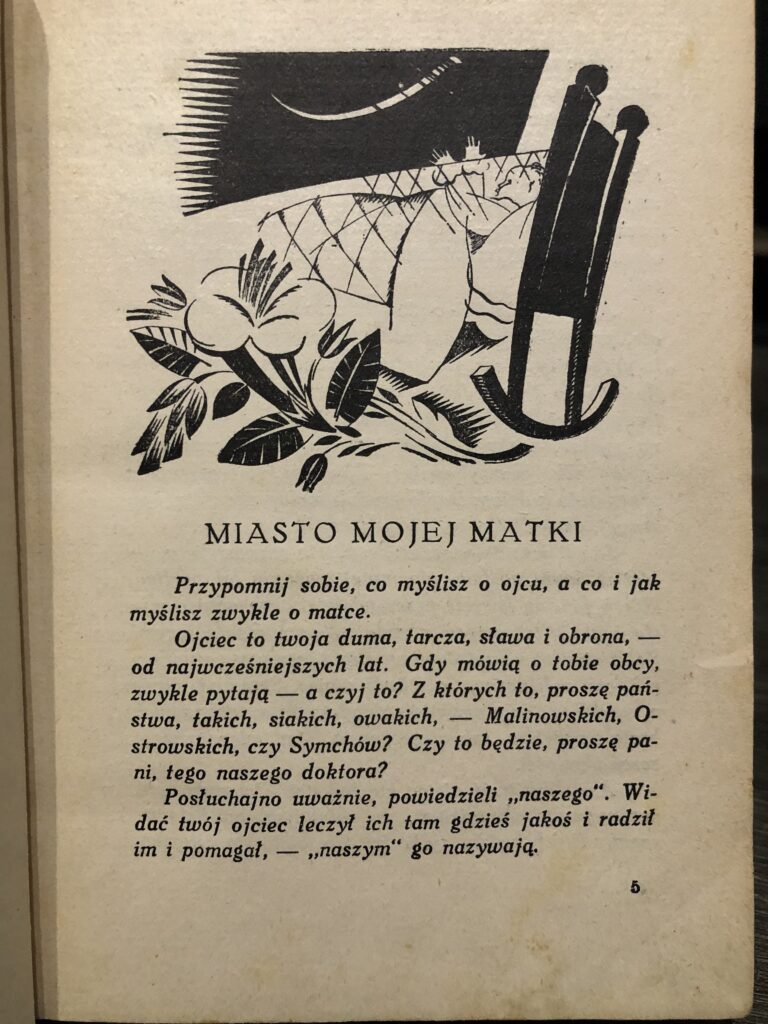 MIASTO MOJEJ MATKI
Przypomnij sobie, co myślisz o ojcu, a co i jak
myślisz zwykle o matce.
Ojciec to twoja duma, tarcza, sława i obrona, —
od najwcześniejszych lat. Gdy mówią o tobie obcy,
zwykle pytają — a czyj to? Z których to, proszę pań-
stwa, takich, siakich, owakich, — Malinowskich, O-
strowskich, czy Symchów? Czy to będzie, proszę pa-
ni, tego naszego doktora?
Posłuchajno uważnie, powiedzieli „naszego“. Wi-
dać twój ojciec leczył ich tam gdzieś jakoś i radził
im i pomagał, — „naszym“ go nazywają.
5